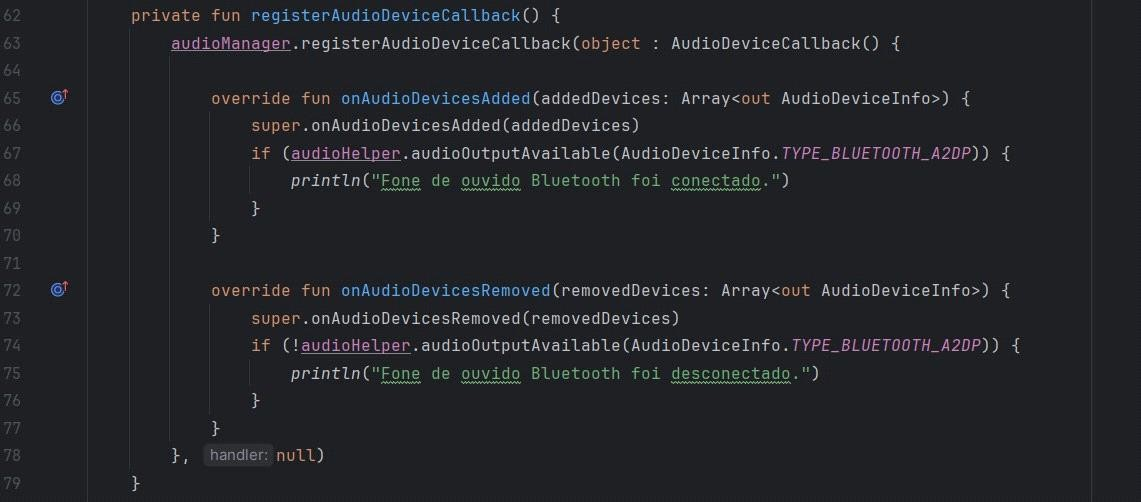 62 private fun registerAudioDeviceCallback() {
63 audioManager.registerAudioDeviceCallback(object : AudioDeviceCallback() {
64
65 override fun onAudioDevicesAdded(addedDevices: Array<out AudioDeviceInfo>) {
66 super.onAudioDevicesAdded(addedDevices)
67 if (audioHelper.audioOutputAvailable(AudioDeviceInfo.TYPE_BLUETOOTH_A2DP)) {
68 println("Fone de ouvido Bluetooth foi conectado.")
69 }
70 }
71
72 override fun onAudioDevicesRemoved(removedDevices: Array<out AudioDeviceInfo>) {
73 super.onAudioDevicesRemoved(removedDevices)
74 if (!audioHelper.audioOutputAvailable(AudioDeviceInfo.TYPE_BLUETOOTH_A2DP)) {
75 println("Fone de ouvido Bluetooth foi desconectado.")
76 }
77 }
78 }, handler: null)
79 }